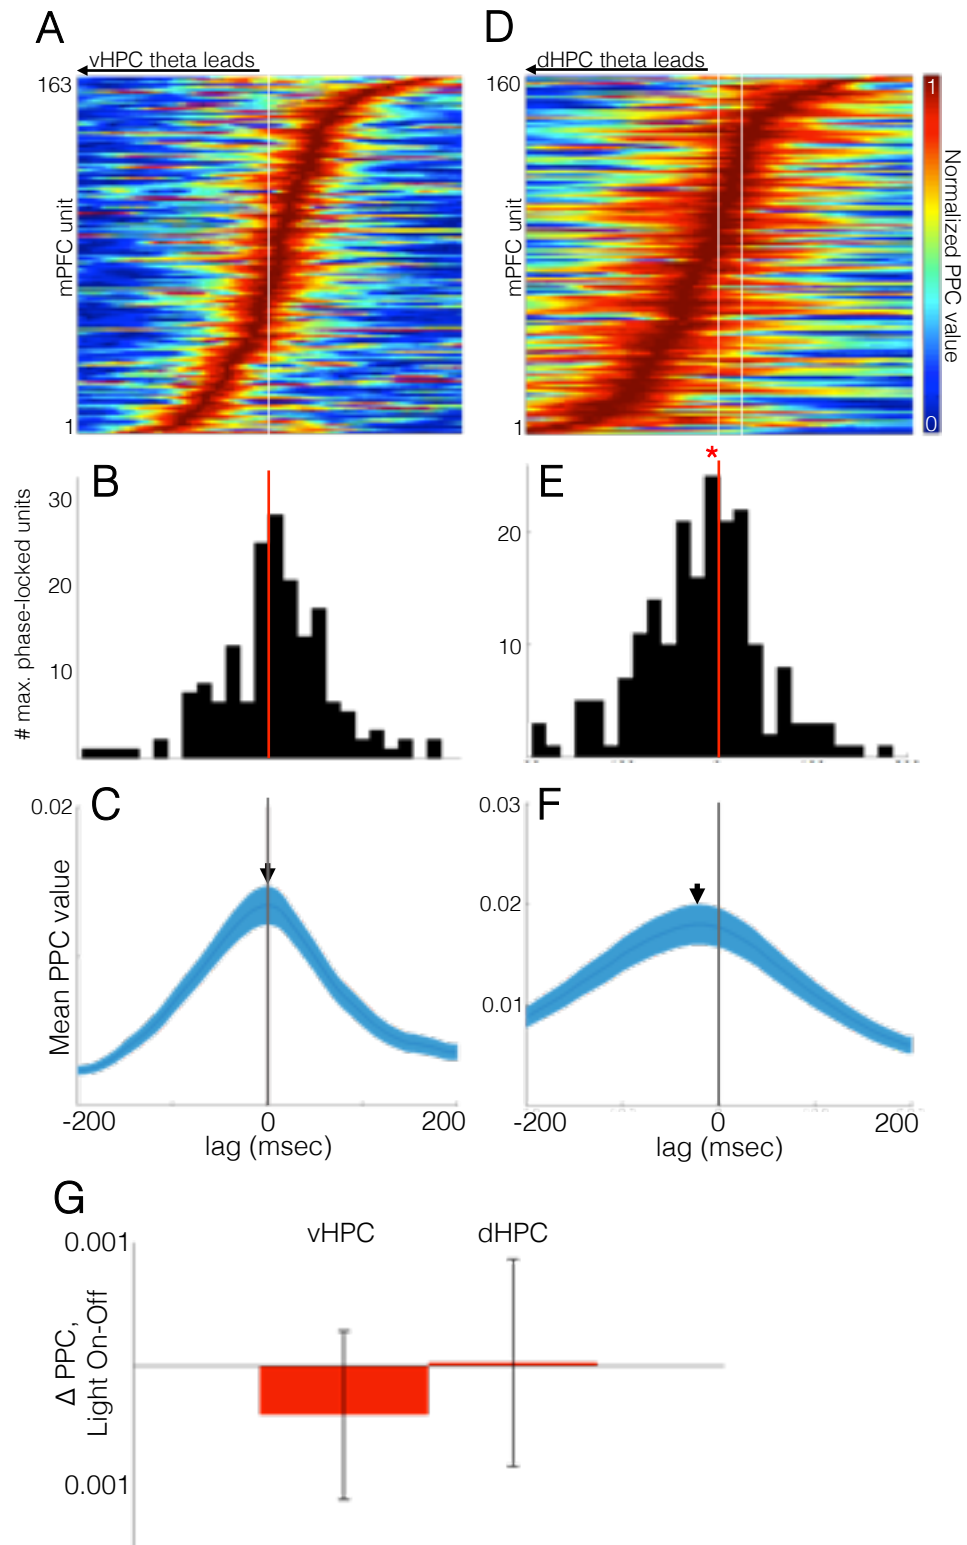 A
D
vHPC theta leads
dHPC theta leads
163
160
mPFC unit
mPFC unit
1
1
1
0
Normalized PPC value
B
E
*
# max. phase-locked units
30
20
10
20
10
C
F
0.02
0.03
0.02
0.01
Mean PPC value
-200
0
200
-200
0
200
lag (msec)
lag (msec)
G
vHPC
dHPC
0.001
Δ PPC,
Light On-Off
0.001